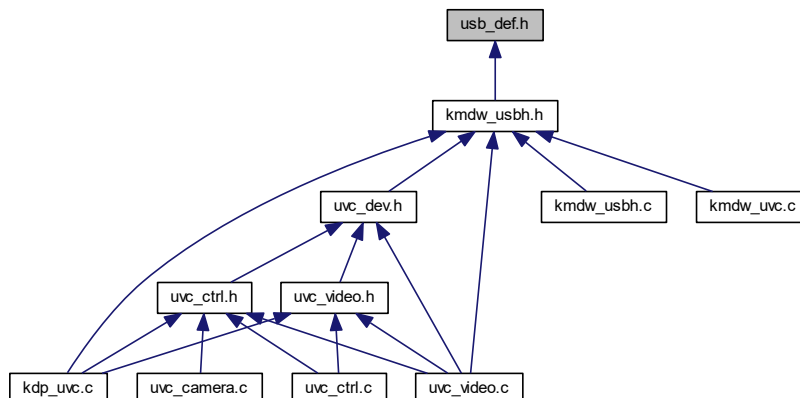 usb_def.h
kmdw_usbh.h
uvc_dev.h
kmdw_usbh.c
kmdw_uvc.c
uvc_ctrl.h
uvc_video.h
kdp_uvc.c
uvc_camera.c
uvc_ctrl.c
uvc_video.c